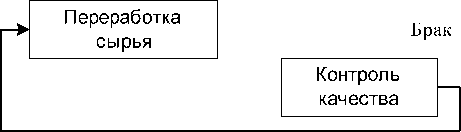 Переработка
сырья
Брак
Контроль
качества